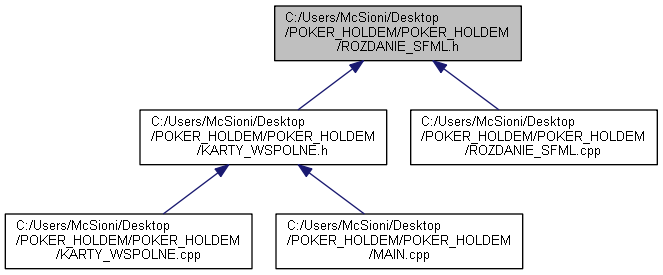 C:/Users/McSioni/Desktop
/POKER_HOLDEM/POKER_HOLDEM
/ROZDANIE_SFML.h
C:/Users/McSioni/Desktop
/POKER_HOLDEM/POKER_HOLDEM
/KARTY_WSPOLNE.h
C:/Users/McSioni/Desktop
/POKER_HOLDEM/POKER_HOLDEM
/ROZDANIE_SFML.cpp
C:/Users/McSioni/Desktop
/POKER_HOLDEM/POKER_HOLDEM
/KARTY_WSPOLNE.cpp
C:/Users/McSioni/Desktop
/POKER_HOLDEM/POKER_HOLDEM
/MAIN.cpp